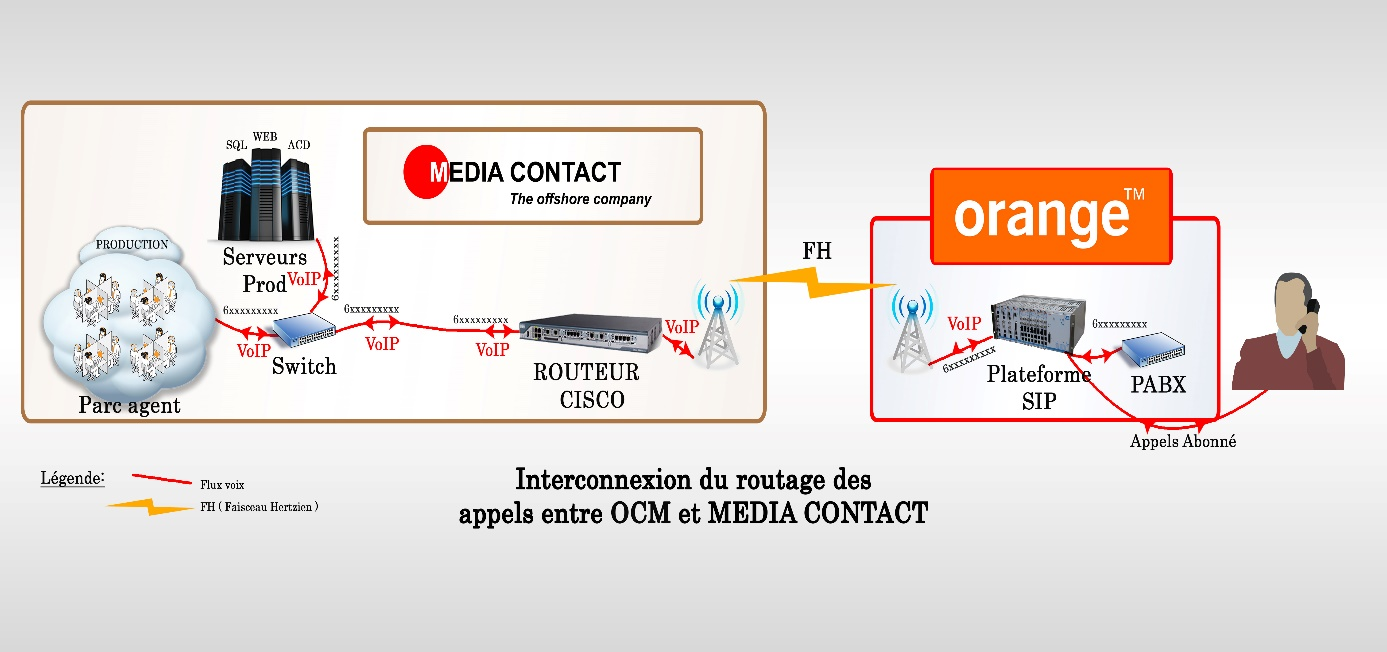 SQL WEB ACD
MEDIA CONTACT
The offshore company
orange™
PRODUCTION
Serveurs
Prod
VoIP
6xxxxxxxxx
FH
6xxxxxxxxx
VoIP
Switch
6xxxxxxxxx
VoIP
6xxxxxxxxx
VoIP
ROUTEUR
CISCO
VoIP
Parc agent
VoIP
6xxxxxxxxx
Plateforme
SIP
6xxxxxxxxx
PABX
Appels Abonné
Légende:
Flux voix
FH ( Faisceau Hertzien )
Interconnexion du routage des
appels entre OCM et MEDIA CONTACT